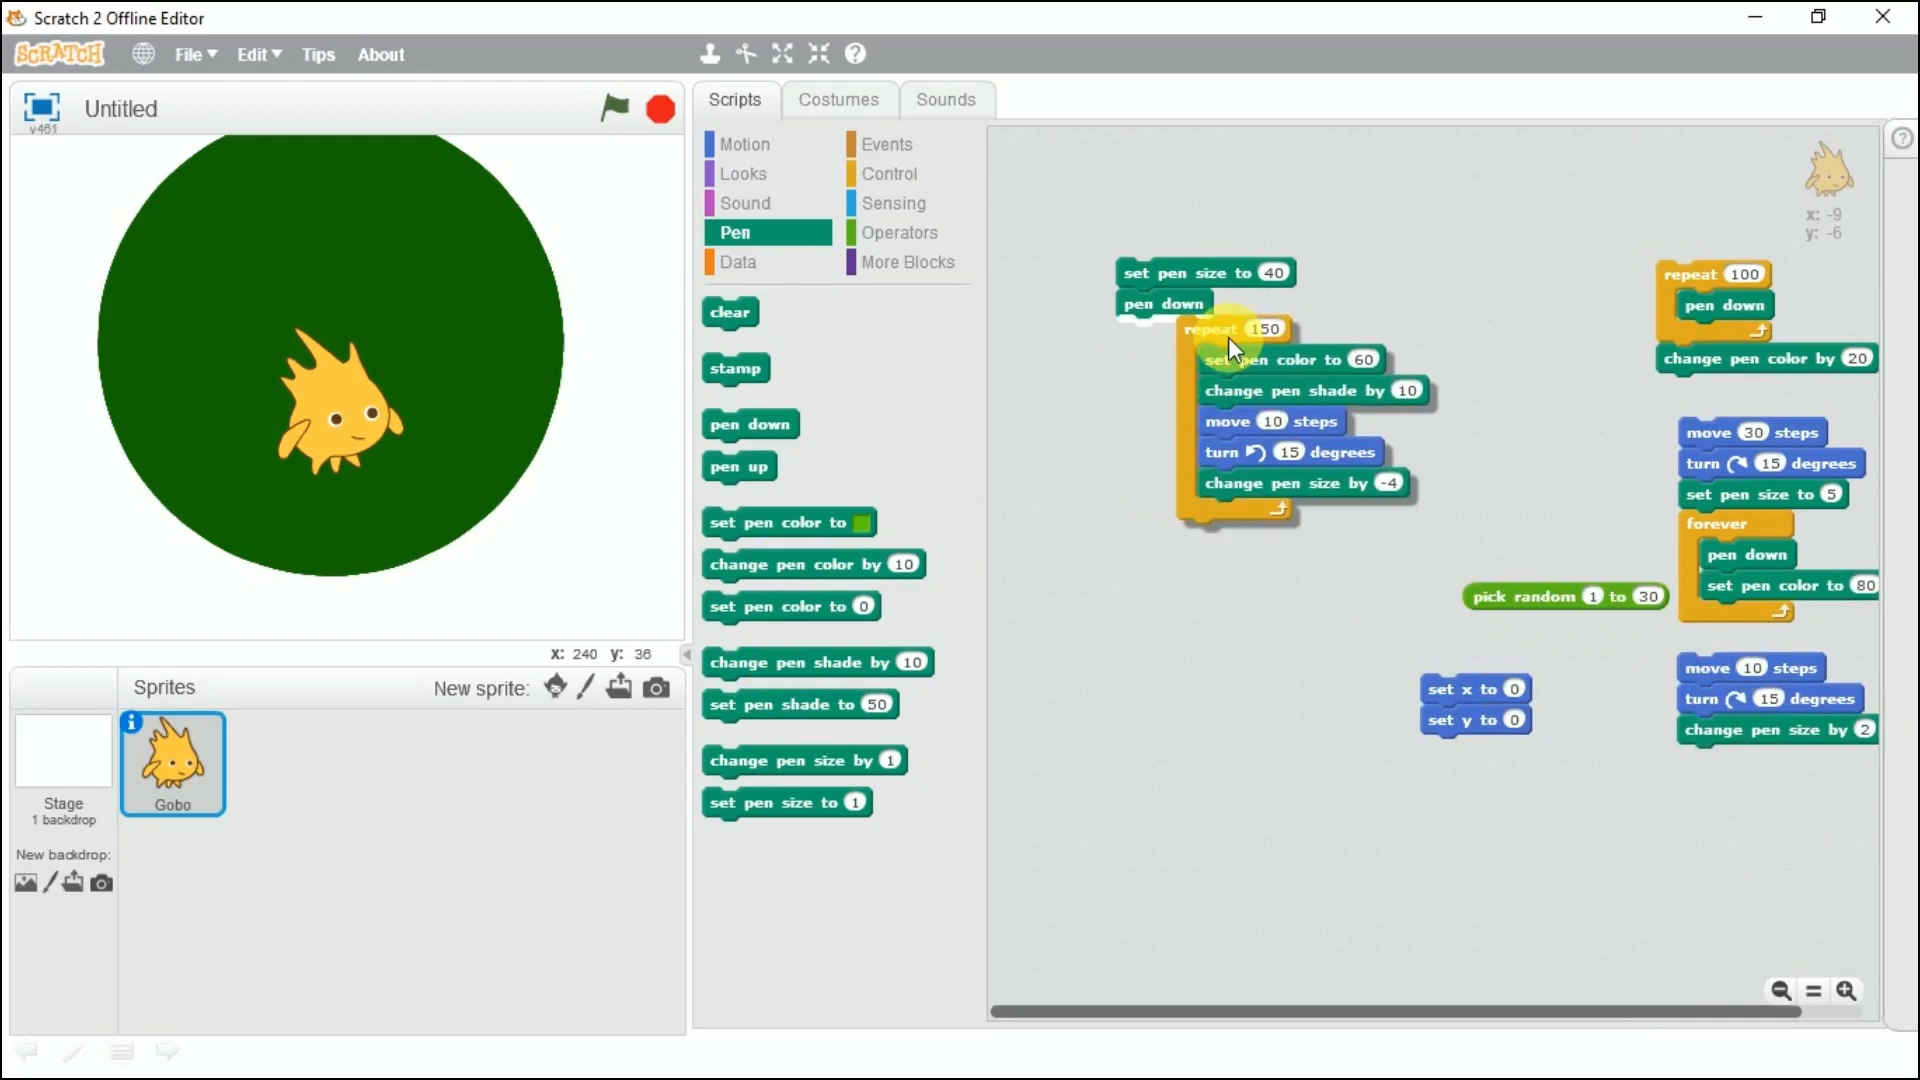 Scratch 2 Offline Editor
SCRATCH File Edit Tips About
v461
Untitled
x: 240 y: 36
Sprites
New sprite:
Stage
1 backdrop
New backdrop:
Gobo
Scripts Costumes Sounds
Motion Events
Looks Control
Sound Sensing
Pen Operators
Data More Blocks
clear
stamp
pen down
pen up
set pen color to
change pen color by 10
set pen color to 0
change pen shade by 10
set pen shade to 50
change pen size by 1
set pen size to 1
x: -9
y: -6
set pen size to 40
pen down
repeat 150
set pen color to 60
change pen shade by 10
move 10 steps
turn 15 degrees
change pen size by -4
pick random 1 to 30
set x to 0
set y to 0
repeat 100
pen down
change pen color by 20
move 30 steps
turn 15 degrees
set pen size to 5
forever
pen down
set pen color to 80
move 10 steps
turn 15 degrees
change pen size by 2